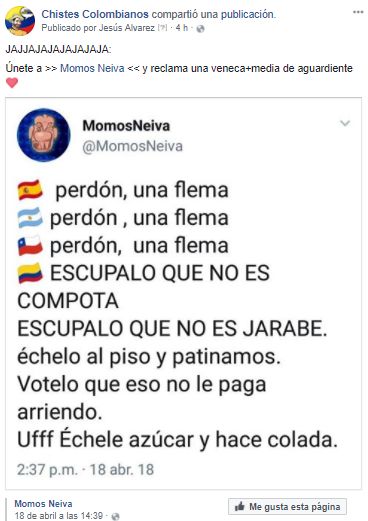 Chistes Colombianos compartió una publicación.
Publicado por Jesús Alvarez [?] · 4 h ·
JAJJAJAJAJAJAJAJA:
Únete a >> Momos Neiva << y reclama una veneca+media de aguardiente
MomosNeiva
@MomosNeiva
perdón, una flema
perdón , una flema
perdón, una flema
ESCUPALO QUE NO ES
COMPOTA
ESCUPALO QUE NO ES JARABE.
échelo al piso y patinamos.
Votelo que eso no le paga
arriendo.
Ufff Échele azúcar y hace colada.
2:37 p.m. · 18 abr. 18
Momos Neiva
18 de abril a las 14:39 ·
Me gusta esta página